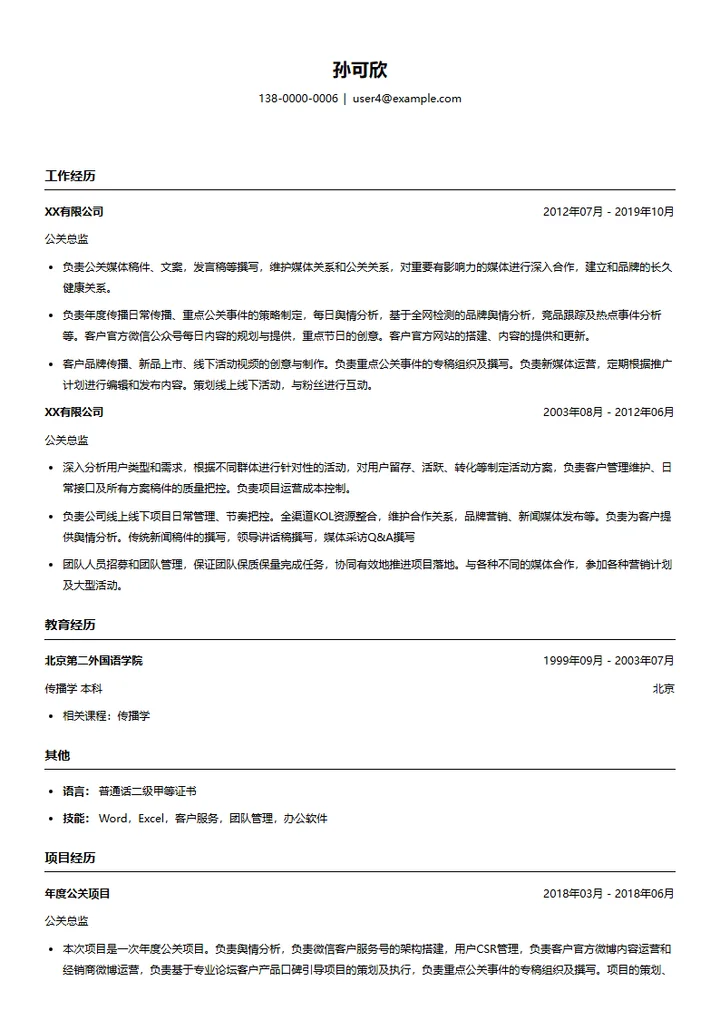 孙可欣
138-0000-0006 | user4@example.com
工作经历
XX有限公司 2012年07月 - 2019年10月
公关总监
• 负责公关媒体稿件、文案，发言稿等撰写，维护媒体关系和公关关系，对重要有影响力的媒体进行深入合作，建立和品牌的长久
健康关系。
• 负责年度传播日常传播、重点公关事件的策略制定，每日舆情分析，基于全网检测的品牌舆情分析，竞品跟踪及热点事件分析
等。客户官方微信公众号每日内容的规划与提供，重点节日的创意。客户官方网站的搭建、内容的提供和更新。
• 客户品牌传播、新品上市、线下活动视频的创意与制作。负责重点公关事件的专稿组织及撰写。负责新媒体运营，定期根据推广
计划进行编辑和发布内容。策划线上线下活动，与粉丝进行互动。
XX有限公司 2003年08月 - 2012年06月
公关总监
• 深入分析用户类型和需求，根据不同群体进行针对性的活动，对用户留存、活跃、转化等制定活动方案，负责客户管理维护、日
常接口及所有方案稿件的质量把控。负责项目运营成本控制。
• 负责公司线上线下项目日常管理、节奏把控。全渠道KOL资源整合，维护合作关系，品牌营销、新闻媒体发布等。负责为客户提
供舆情分析。传统新闻稿件的撰写，领导讲话稿撰写，媒体采访Q&A撰写
• 团队人员招募和团队管理，保证团队保质保量完成任务，协同有效地推进项目落地。与各种不同的媒体合作，参加各种营销计划
及大型活动。
教育经历
北京第二外国语学院 1999年09月 - 2003年07月
传播学 本科 北京
• 相关课程：传播学
其他
• 语言： 普通话二级甲等证书
• 技能： Word，Excel，客户服务，团队管理，办公软件
项目经历
年度公关项目 2018年03月 - 2018年06月
公关总监
• 本次项目是一次年度公关项目。负责舆情分析，负责微信客户服务号的架构搭建，用户CSR管理，负责客户官方微博内容运营和
经销商微博运营，负责基于专业论坛客户产品口碑引导项目的策划及执行，负责重点公关事件的专稿组织及撰写。项目的策划、